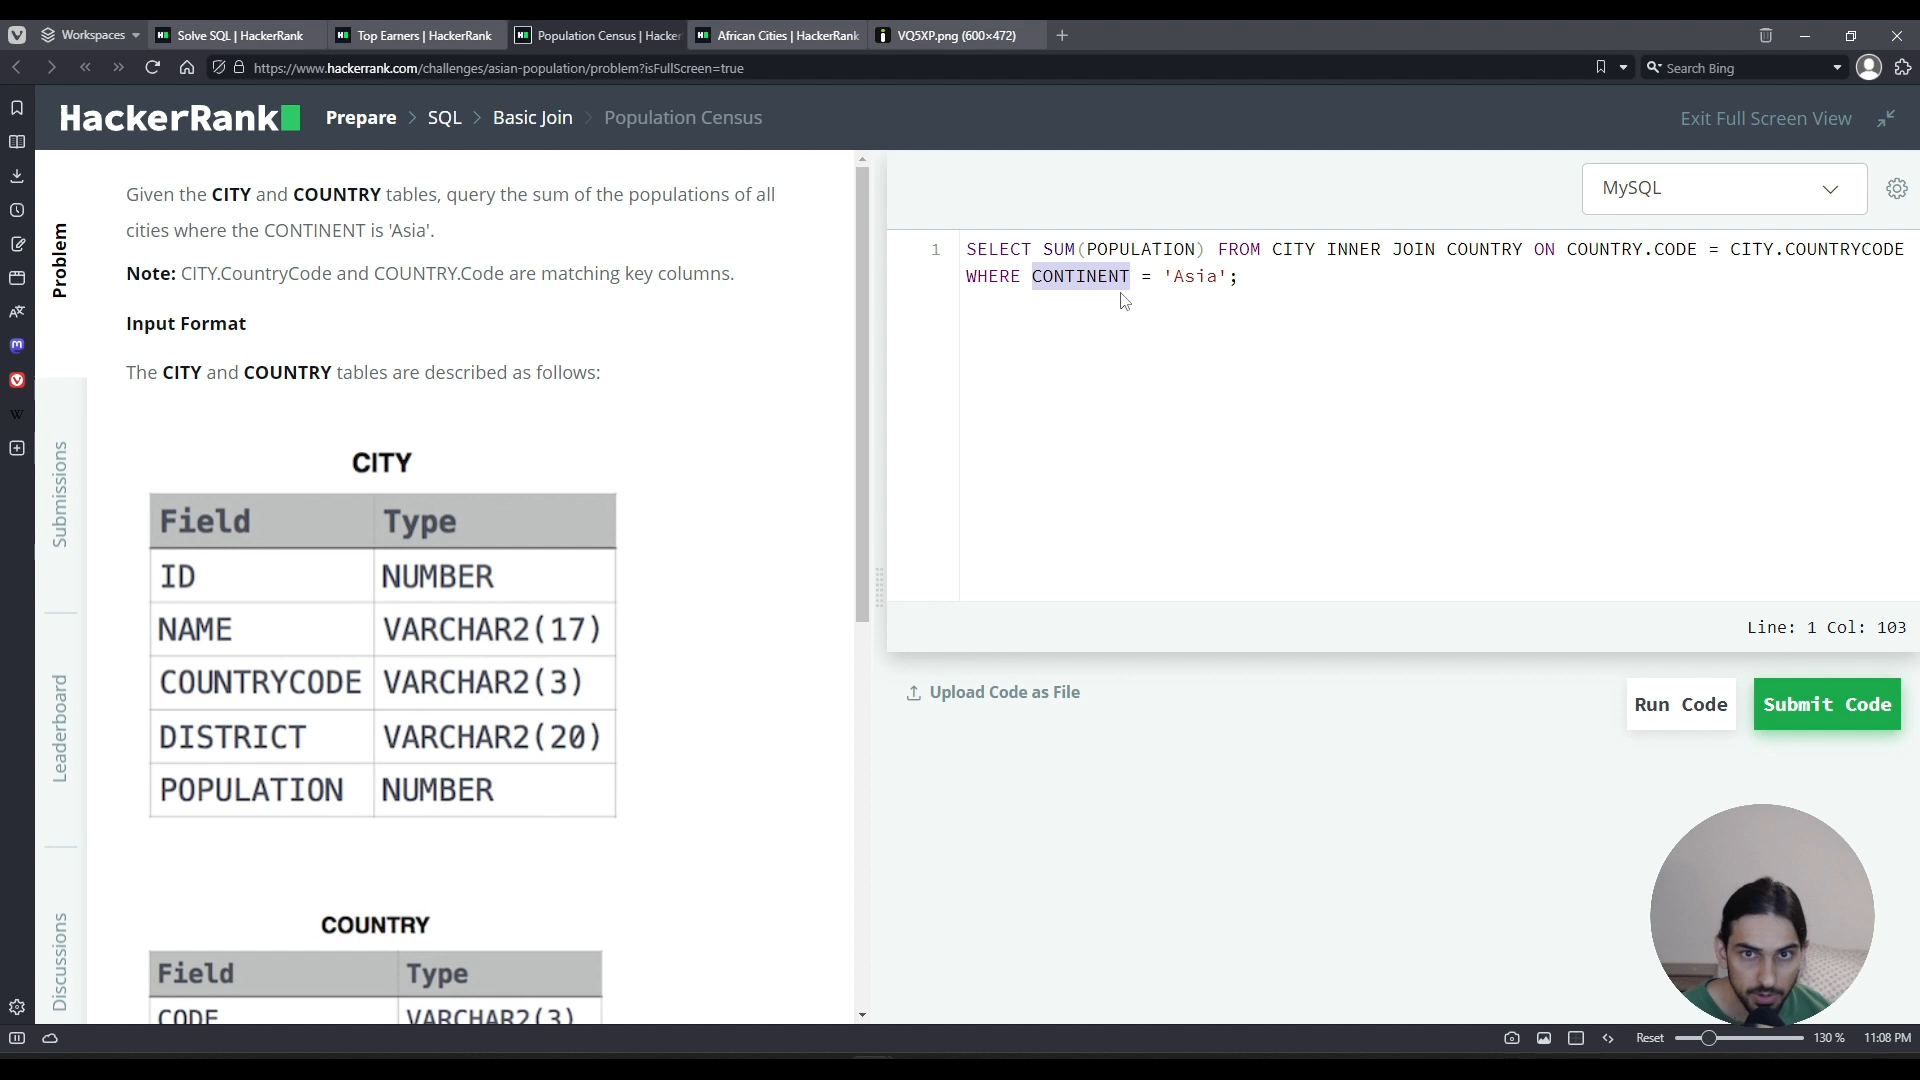 Workspaces
Solve SQL | HackerRank
Top Earners | HackerRank
Population Census | Hacker
African Cities | HackerRank
VQ5XP.png (600×472)
https://www.hackerrank.com/challenges/asian-population/problem?isFullScreen=true
Search Bing
HackerRank
Prepare > SQL > Basic Join > Population Census
Exit Full Screen View
Problem
Submissions
Leaderboard
Discussions
Given the CITY and COUNTRY tables, query the sum of the populations of all
cities where the CONTINENT is 'Asia'.
Note: CITY.CountryCode and COUNTRY.Code are matching key columns.
Input Format
The CITY and COUNTRY tables are described as follows:
CITY
Field Type
ID NUMBER
NAME VARCHAR2(17)
COUNTRYCODE VARCHAR2(3)
DISTRICT VARCHAR2(20)
POPULATION NUMBER
COUNTRY
Field Type
CODE VARCHAR2(3)
MySQL
1 SELECT SUM(POPULATION) FROM CITY INNER JOIN COUNTRY ON COUNTRY.CODE = CITY.COUNTRYCODE
WHERE CONTINENT = 'Asia';
Line: 1 Col: 103
Upload Code as File
Run Code
Submit Code
Reset
130 %
11:08 PM